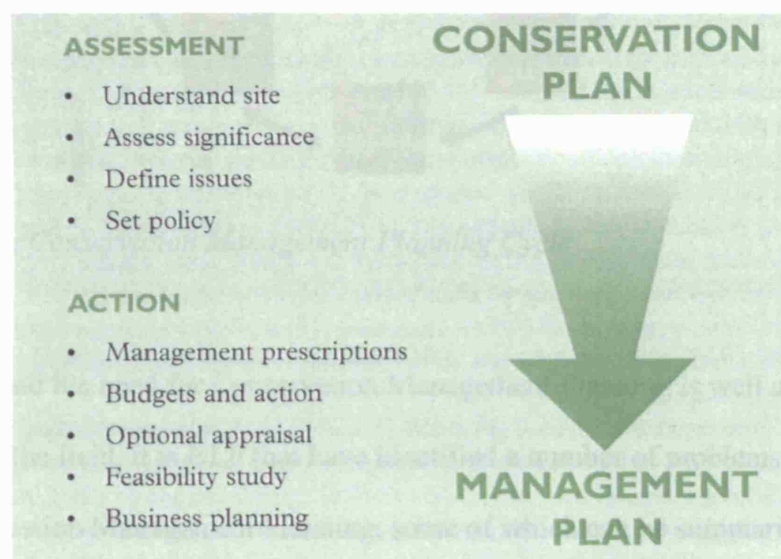 ASSESSMENT
• Understand site
• Assess significance
• Define issues
• Set policy
ACTION
• Management prescriptions
• Budgets and action
• Optional appraisal
• Feasibility study
• Business planning
CONSERVATION
PLAN
MANAGEMENT
PLAN